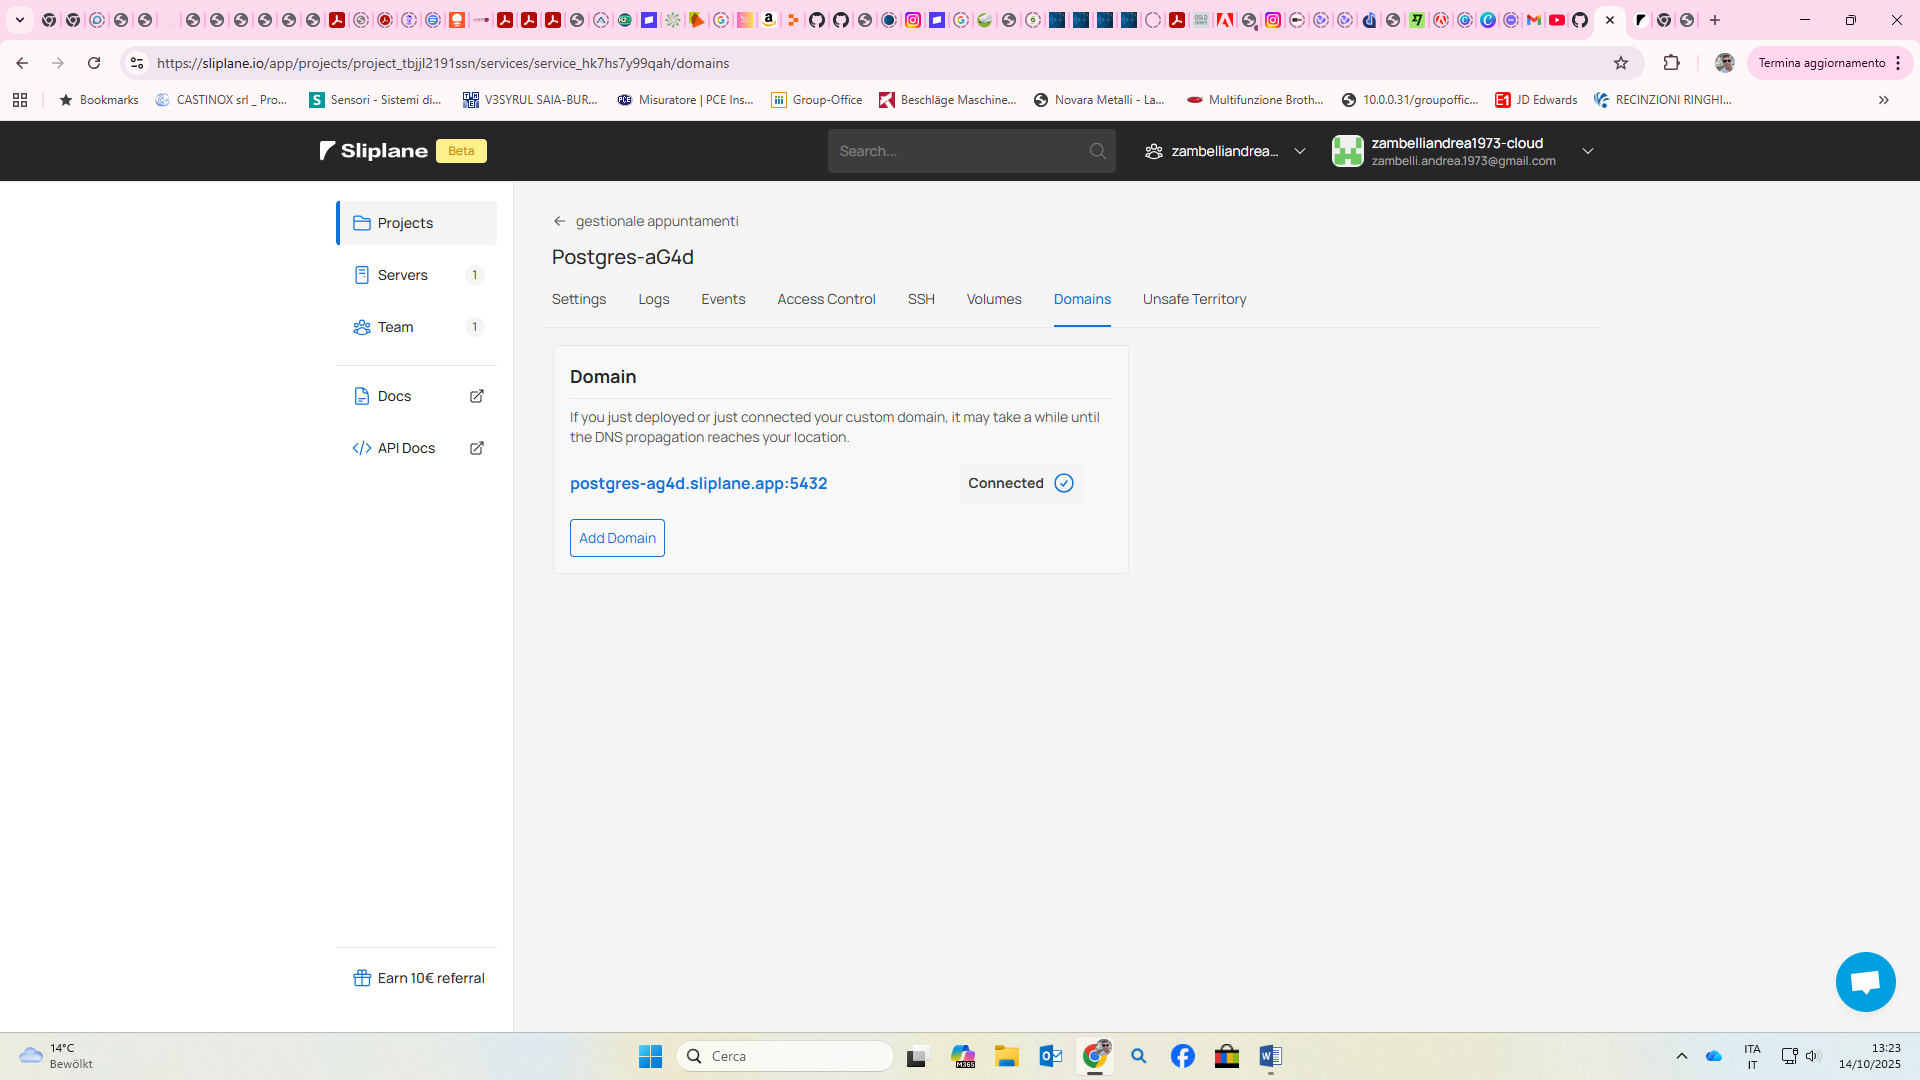 https://sliplane.io/app/projects/project_tbjjl2191ssn/services/service_hk7hs7y99qah/domains
Termina aggiornamento
Bookmarks
CASTINOX srl _ Pro...
Sensori - Sistemi di...
V3SYRUL SAIA-BUR...
Misuratore | PCE Ins...
Group-Office
Beschläge Maschine...
Novara Metalli - La...
Multifunzione Broth...
10.0.0.31/groupoffic...
JD Edwards
RECINZIONI RINGHI...
Sliplane Beta
Search...
zambelliandrea...
zambelliandrea1973-cloud
zambelli.andrea.1973@gmail.com
Projects
Servers 1
Team 1
Docs
API Docs
Earn 10€ referral
gestionale appuntamenti
Postgres-aG4d
Settings Logs Events Access Control SSH Volumes Domains Unsafe Territory
Domain
If you just deployed or just connected your custom domain, it may take a while until
the DNS propagation reaches your location.
postgres-ag4d.sliplane.app:5432
Connected
Add Domain
14°C
Bewölkt
Cerca
ITA
IT
13:23
14/10/2025